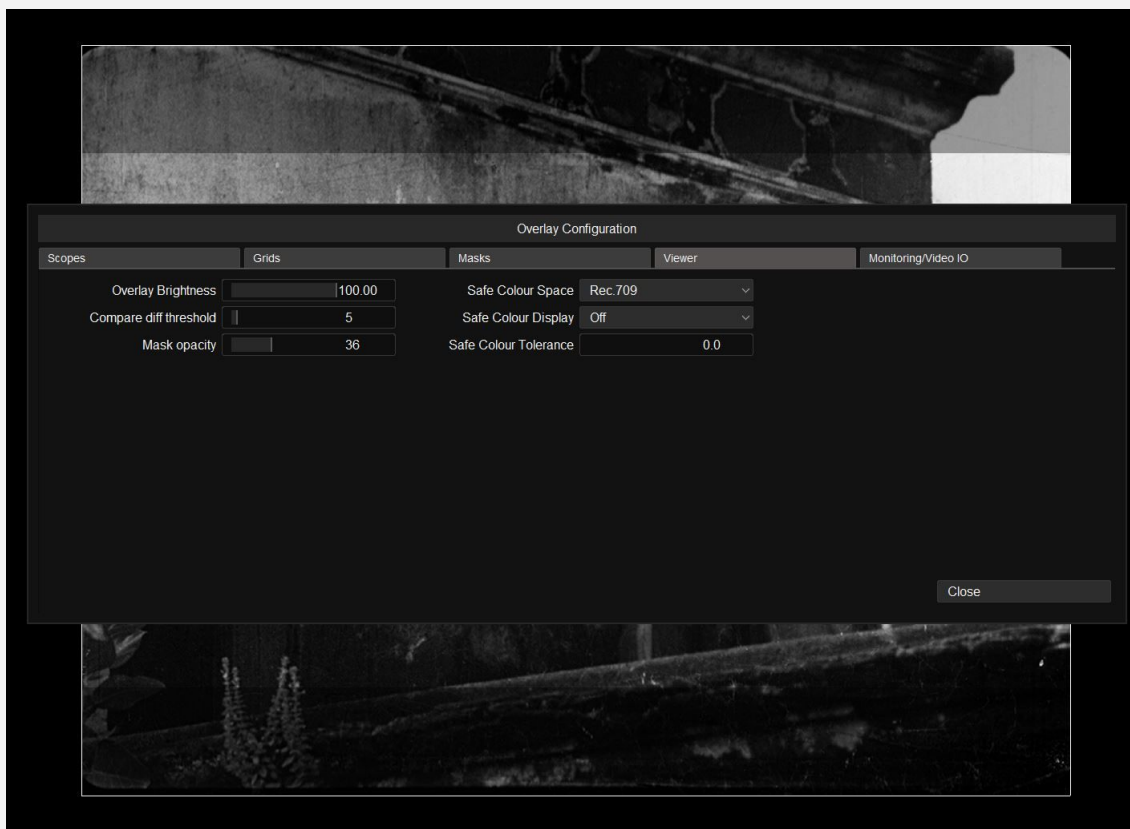 Overlay Configuration
Scopes Grids Masks Viewer Monitoring/Video IO
Overlay Brightness 100.00 Safe Colour Space Rec.709
Compare diff threshold 5 Safe Colour Display Off
Mask opacity 36 Safe Colour Tolerance 0.0
Close